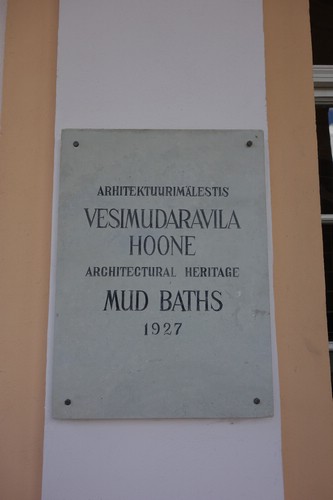 ARHITEKTUURIMÄLESTIS
VESIMUDARAVILA
HOONE
ARCHITECTURAL HERITAGE
MUD BATHS
1927